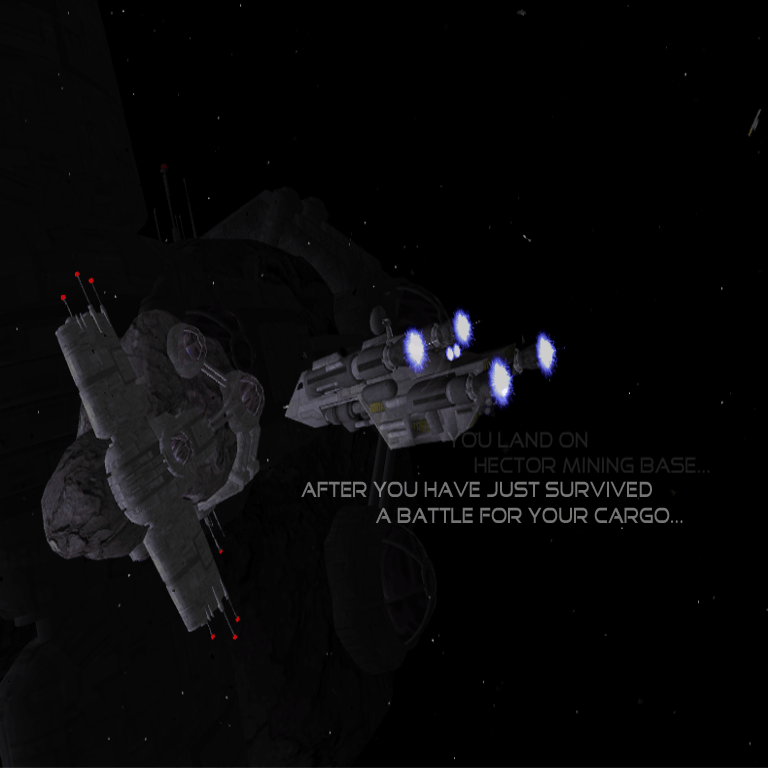 YOU LAND ON
HECTOR MINING BASE...
AFTER YOU HAVE JUST SURVIVED
A BATTLE FOR YOUR CARGO...